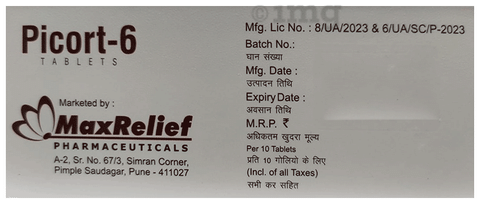 Picort-6
TABLETS
Marketed by :
MaxRelief
PHARMACEUTICALS
A-2, Sr. No. 67/3, Simran Corner,
Pimple Saudagar, Pune - 411027
1mg
Mfg. Lic No. : 8/UA/2023 & 6/UA/SC/P-2023
Batch No.:
घान संख्या
Mfg. Date :
उत्पादन तिथि
Expiry Date :
अवसान तिथि
M.R.P. ₹
अधिकतम खुदरा मूल्य
Per 10 Tablets
प्रति 10 गोलियो के लिए
(Incl. of all Taxes)
सभी कर सहित